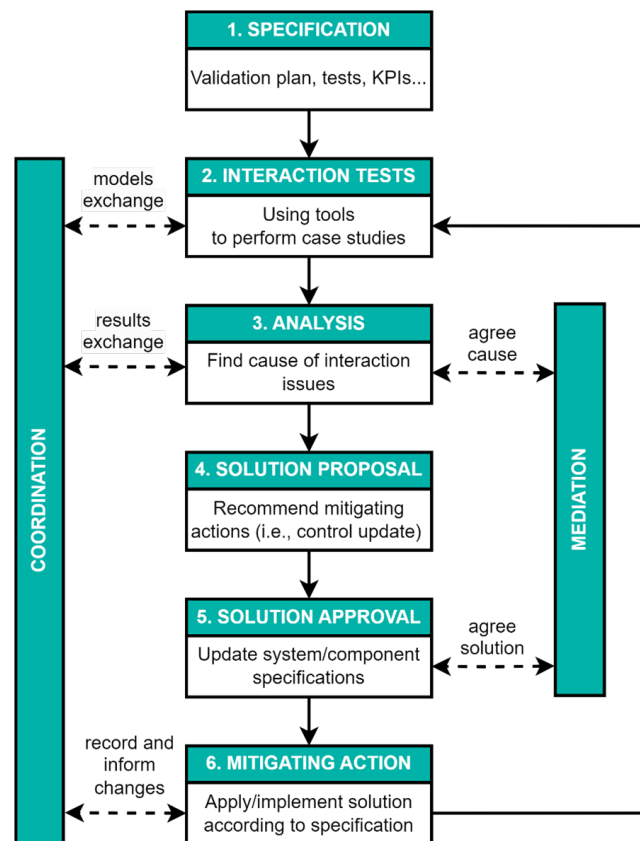 1. SPECIFICATION
Validation plan, tests, KPIs...
2. INTERACTION TESTS
Using tools
to perform case studies
models
exchange
3. ANALYSIS
Find cause of interaction
issues
results
exchange
agree
cause
4. SOLUTION PROPOSAL
Recommend mitigating
actions (i.e., control update)
COORDINATION
MEDIATION
5. SOLUTION APPROVAL
Update system/component
specifications
agree
solution
6. MITIGATING ACTION
Apply/implement solution
according to specification
record and
inform
changes